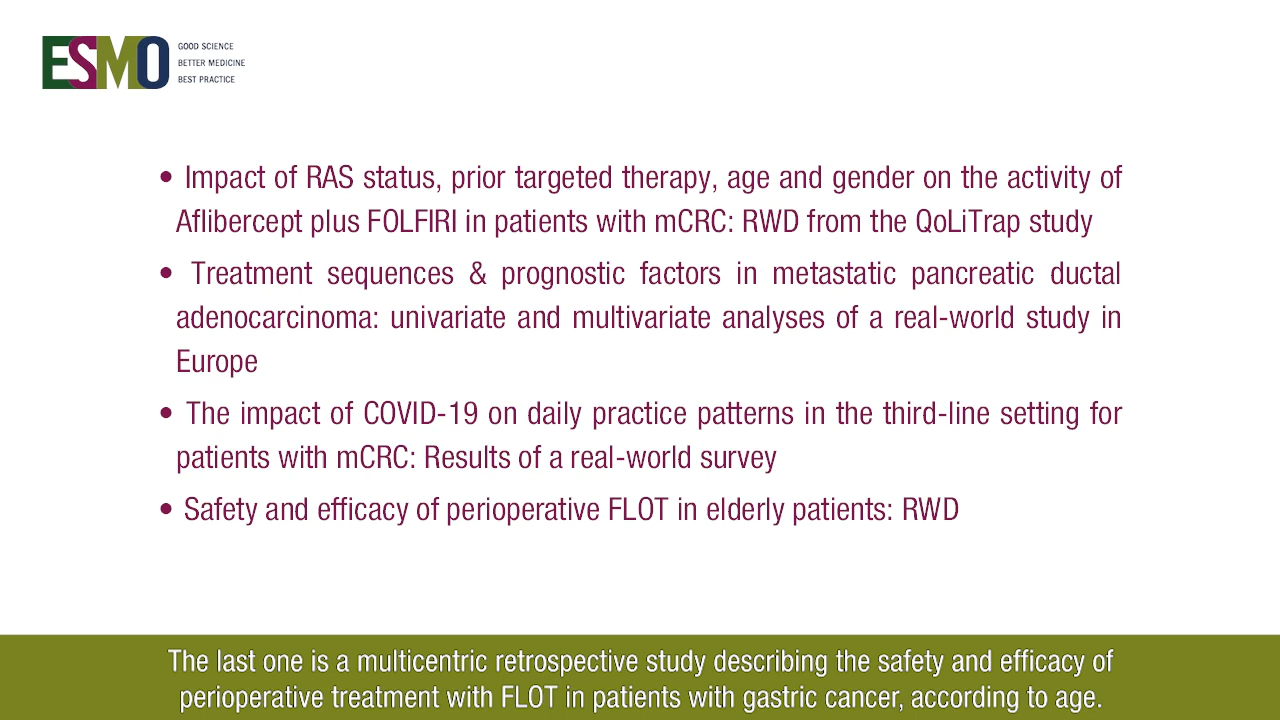 ESMO
GOOD SCIENCE
BETTER MEDICINE
BEST PRACTICE
• Impact of RAS status, prior targeted therapy, age and gender on the activity of
Aflibercept plus FOLFIRI in patients with mCRC: RWD from the QoLiTrap study
• Treatment sequences & prognostic factors in metastatic pancreatic ductal
adenocarcinoma: univariate and multivariate analyses of a real-world study in
Europe
• The impact of COVID-19 on daily practice patterns in the third-line setting for
patients with mCRC: Results of a real-world survey
• Safety and efficacy of perioperative FLOT in elderly patients: RWD
The last one is a multicentric retrospective study describing the safety and efficacy of
perioperative treatment with FLOT in patients with gastric cancer, according to age.